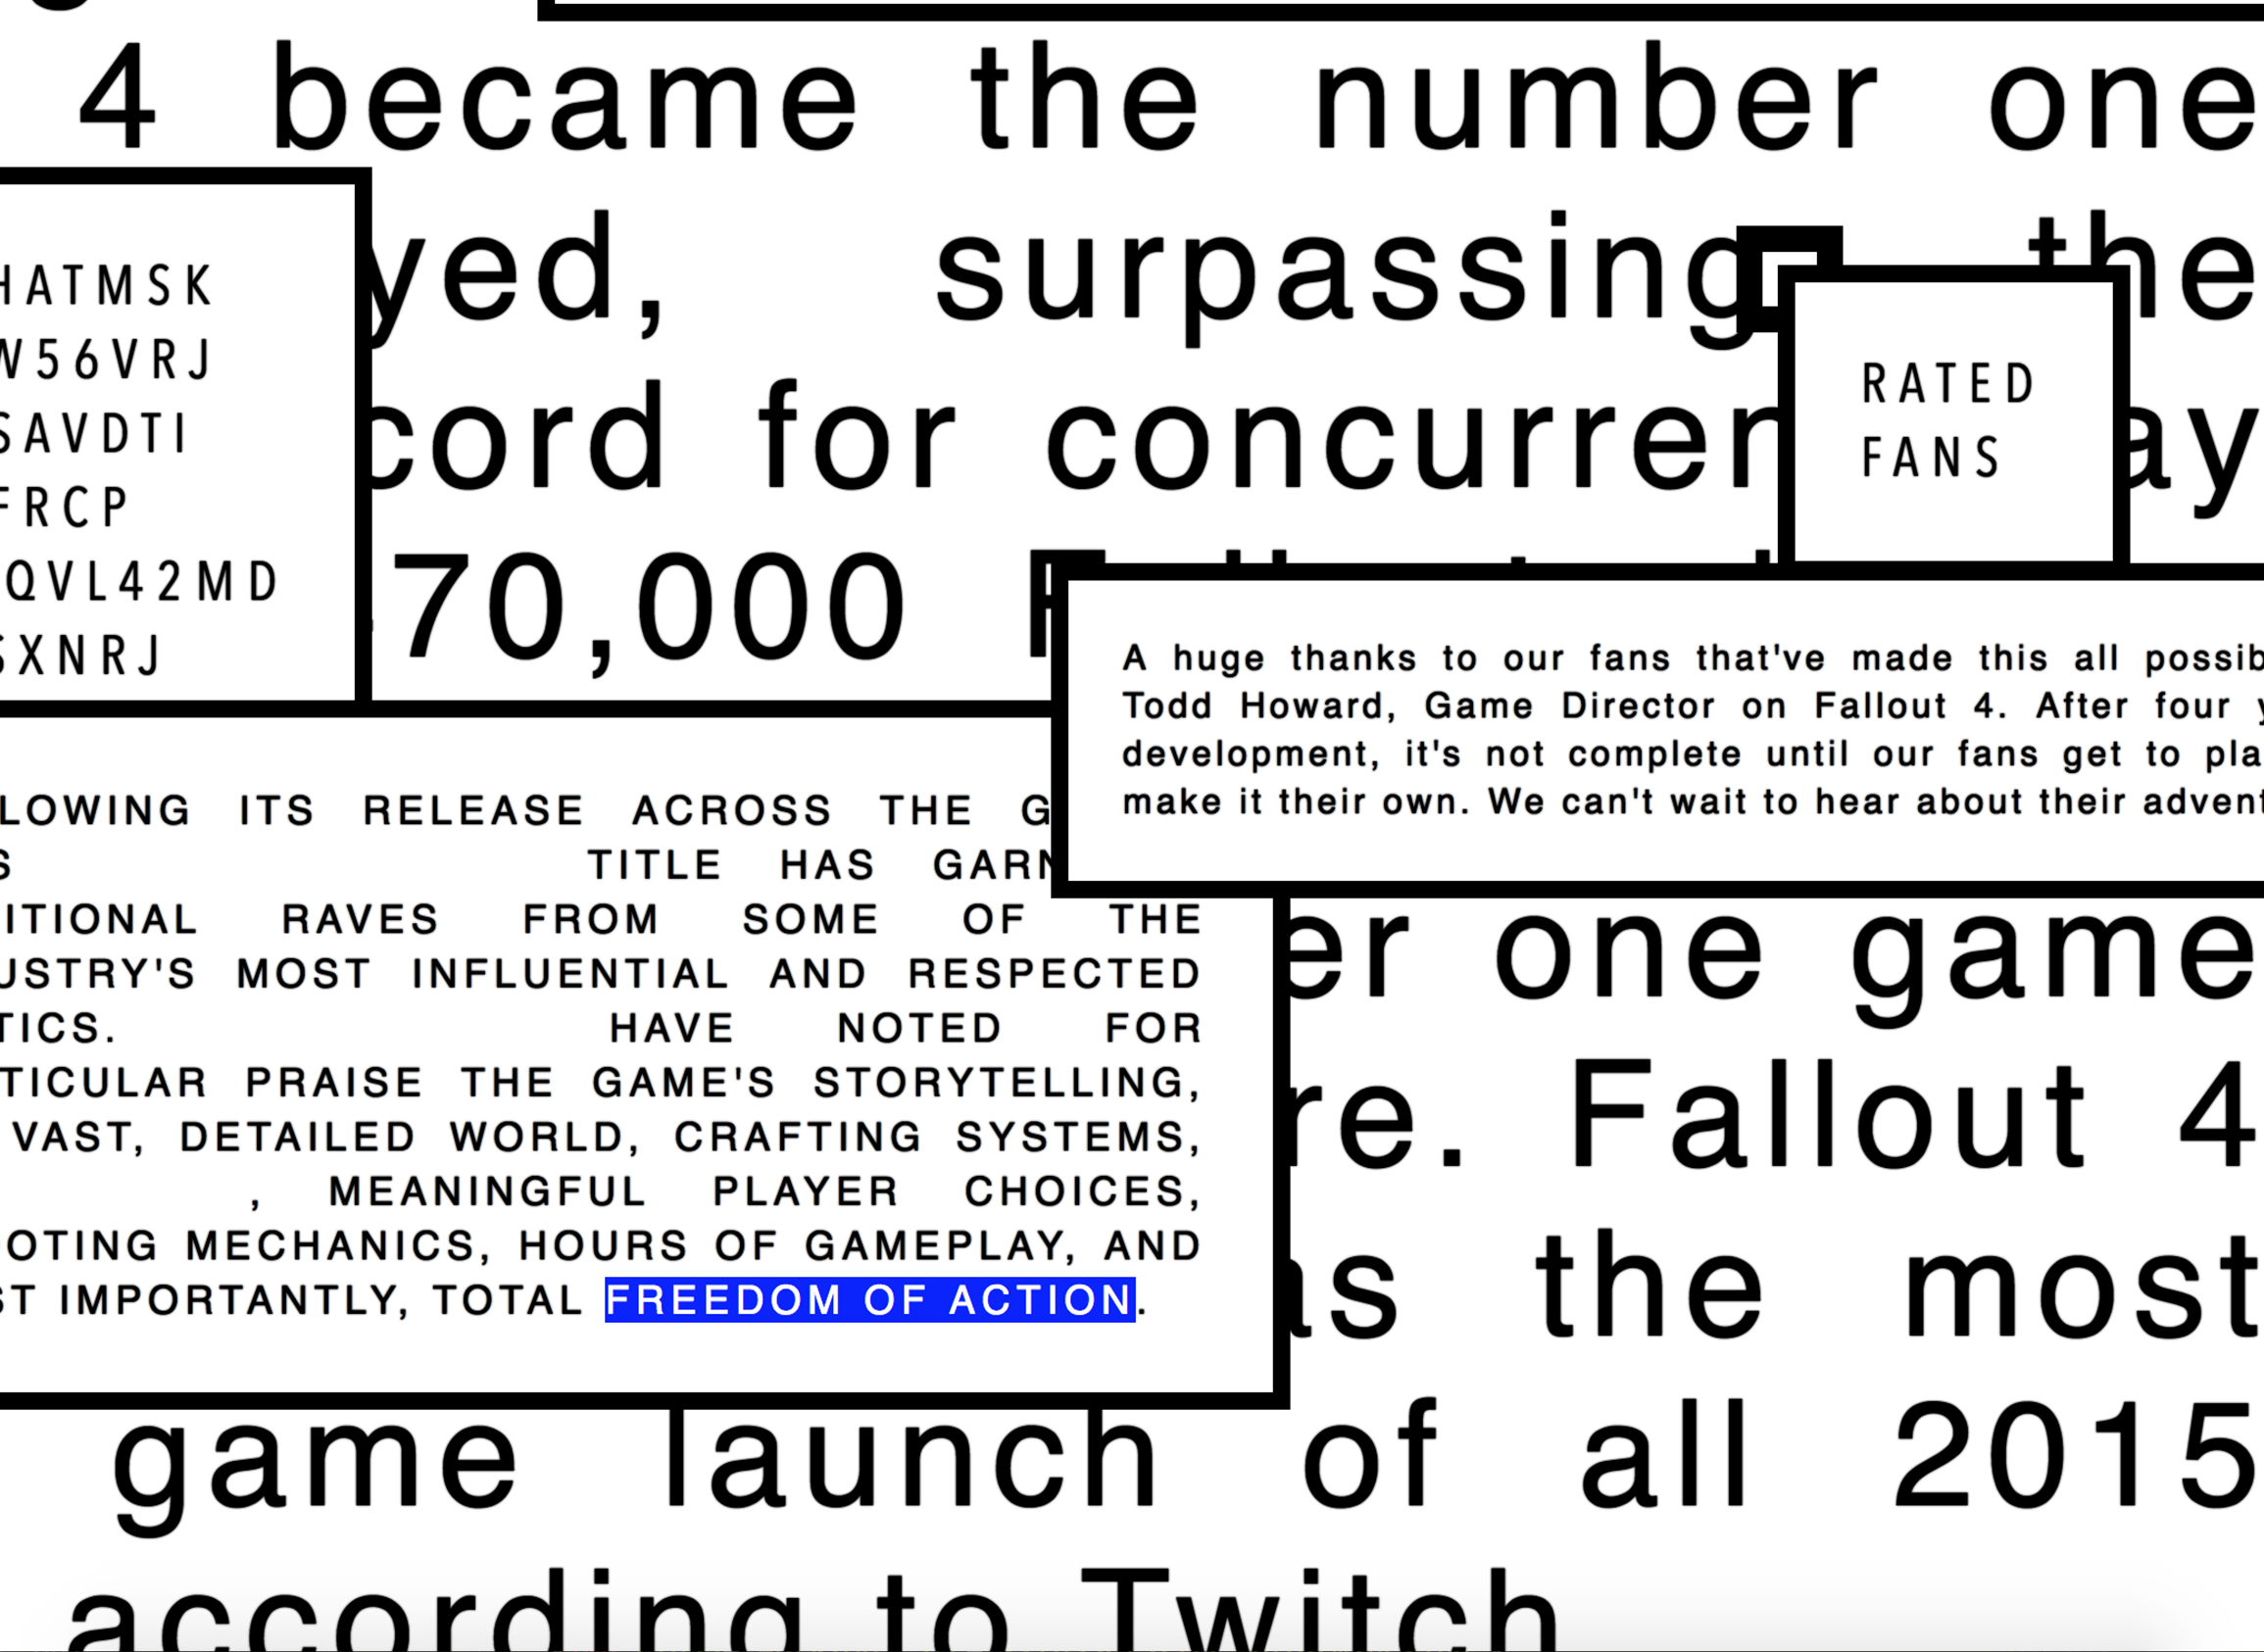 4 became the number one
yed, surpassing the
cord for concurren ay
70,000
HATMSK
W56VRJ
SAVDTI
FRCP
QVL42MD
SXNRJ
RATED
FANS
A huge thanks to our fans that've made this all possib
Todd Howard, Game Director on Fallout 4. After four y
development, it's not complete until our fans get to pla
make it their own. We can't wait to hear about their advent
LOWING ITS RELEASE ACROSS THE G
S TITLE HAS GARN
ITIONAL RAVES FROM SOME OF THE
USTRY'S MOST INFLUENTIAL AND RESPECTED
TICS. HAVE NOTED FOR
TICULAR PRAISE THE GAME'S STORYTELLING,
VAST, DETAILED WORLD, CRAFTING SYSTEMS,
, MEANINGFUL PLAYER CHOICES,
OTING MECHANICS, HOURS OF GAMEPLAY, AND
ST IMPORTANTLY, TOTAL FREEDOM OF ACTION.
er one game
re. Fallout 4
as the most
game launch of all 2015
according to Twitch